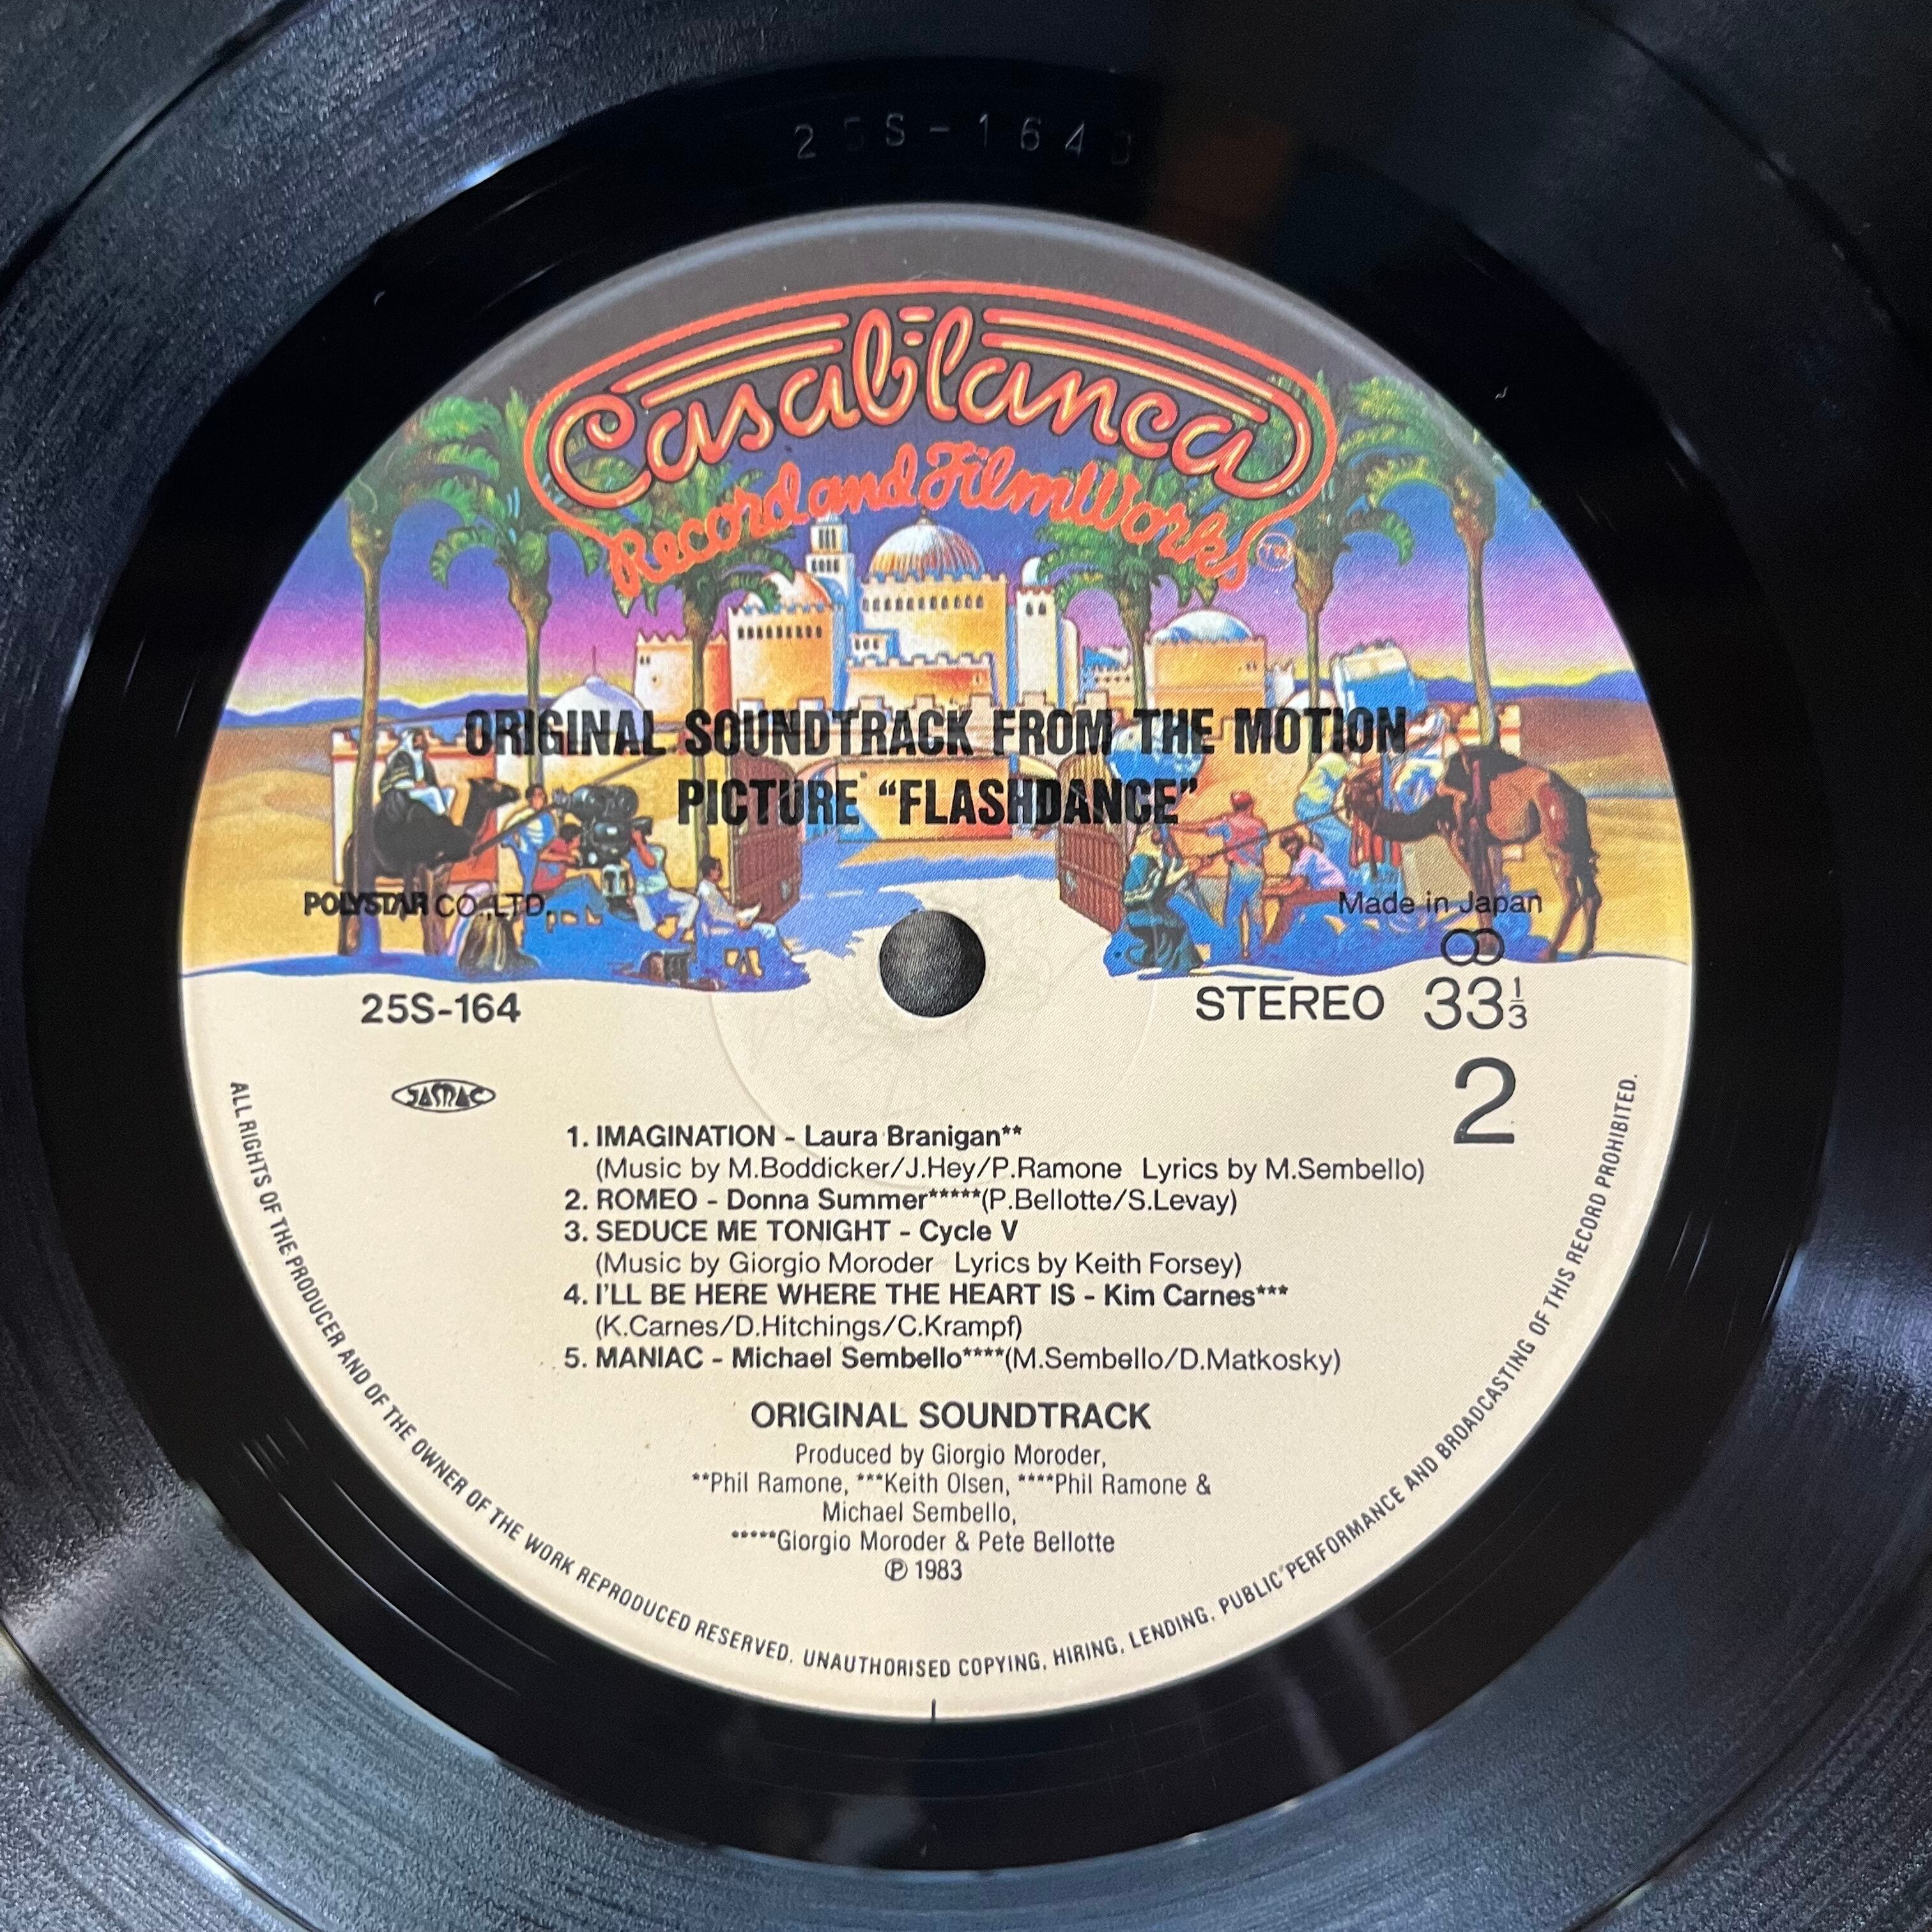 25S-164
Casablanca
Record and FilmWorks TM
ORIGINAL SOUNDTRACK FROM THE MOTION
PICTURE “FLASHDANCE”
POLYSTAR CO.,LTD.
Made in Japan
25S-164
STEREO 33⅓
JAMAC
2
1. IMAGINATION - Laura Branigan**
(Music by M.Boddicker/J.Hey/P.Ramone Lyrics by M.Sembello)
2. ROMEO - Donna Summer*****(P.Bellotte/S.Levay)
3. SEDUCE ME TONIGHT - Cycle V
(Music by Giorgio Moroder Lyrics by Keith Forsey)
4. I'LL BE HERE WHERE THE HEART IS - Kim Carnes***
(K.Carnes/D.Hitchings/C.Krampf)
5. MANIAC - Michael Sembello****(M.Sembello/D.Matkosky)
ORIGINAL SOUNDTRACK
Produced by Giorgio Moroder,
**Phil Ramone, ***Keith Olsen, ****Phil Ramone &
Michael Sembello,
*****Giorgio Moroder & Pete Bellotte
℗ 1983
ALL RIGHTS OF THE PRODUCER AND OF THE OWNER OF THE WORK REPRODUCED RESERVED. UNAUTHORISED COPYING, HIRING, LENDING, PUBLIC PERFORMANCE AND BROADCASTING OF THIS RECORD PROHIBITED.